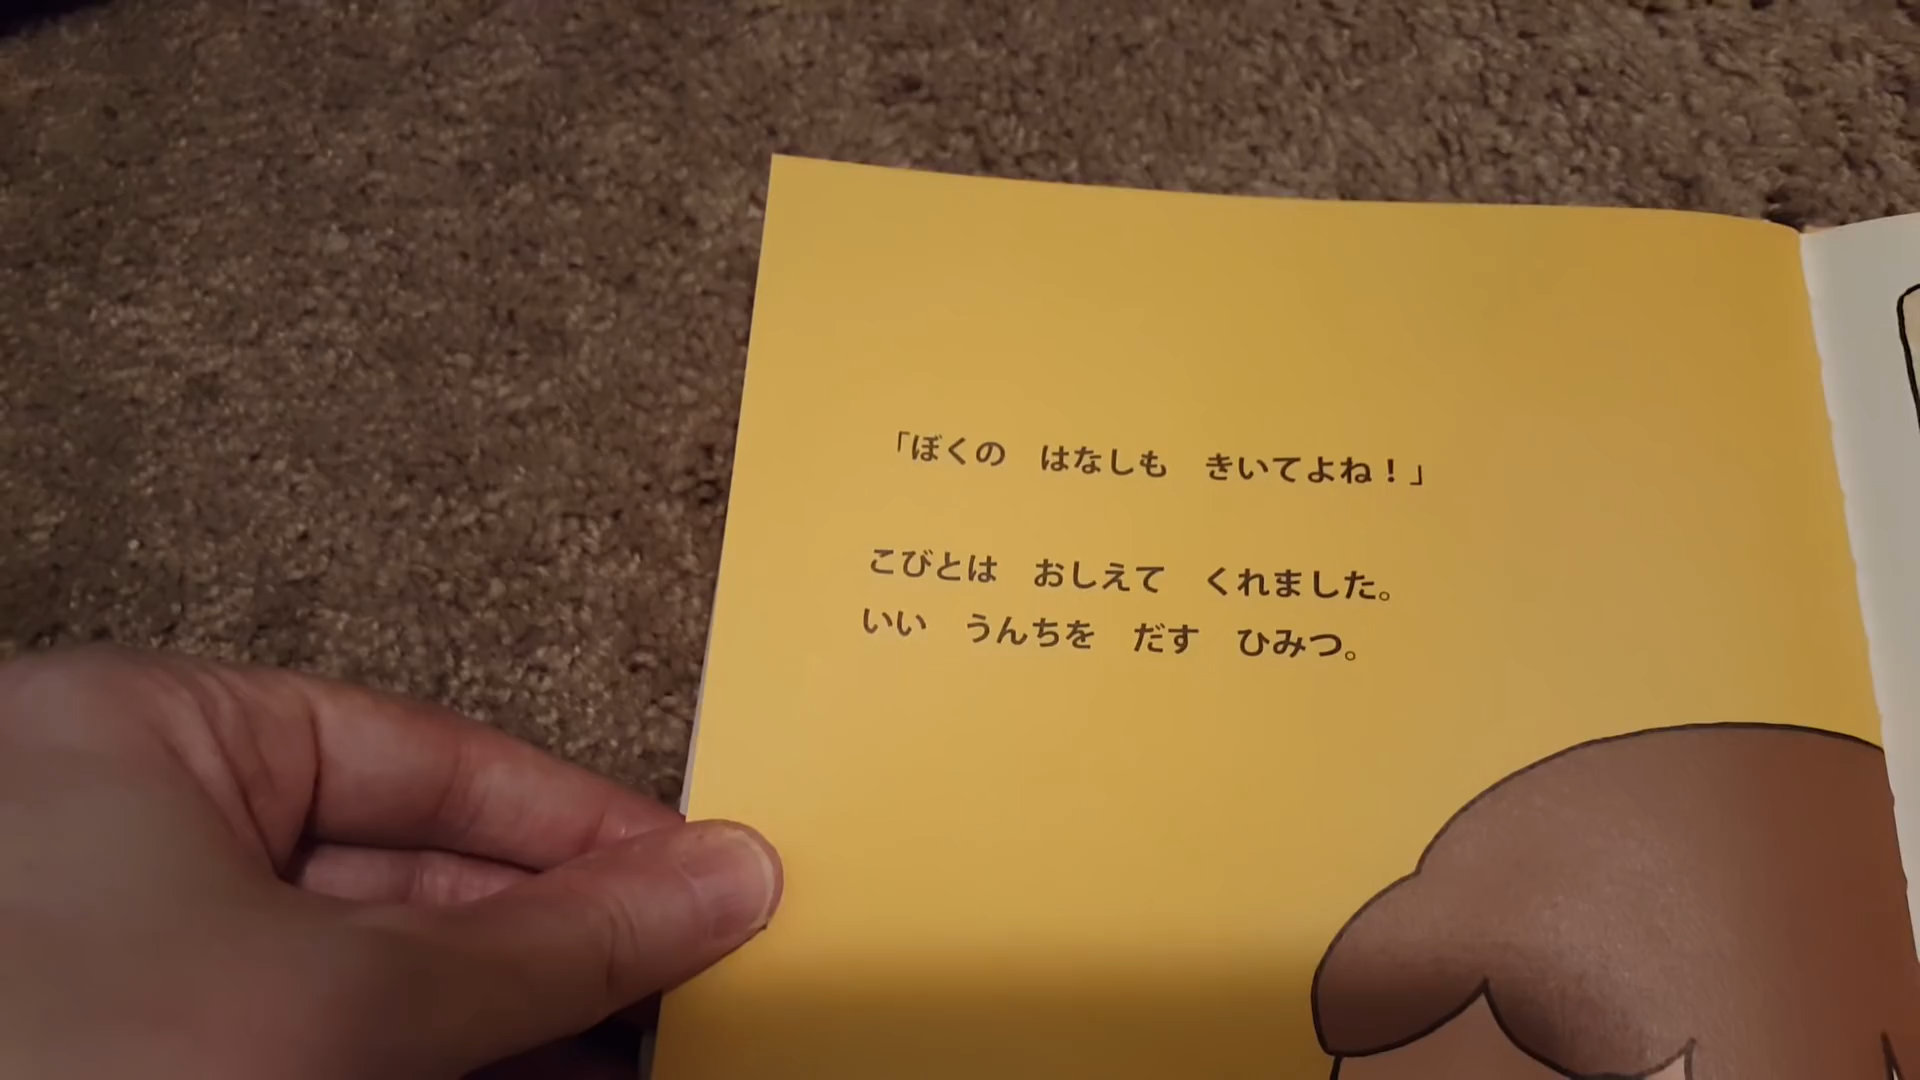 「ぼくの　はなしも　きいてよね！」
こびとは　おしえて　くれました。
いい　うんちを　だす　ひみつ。